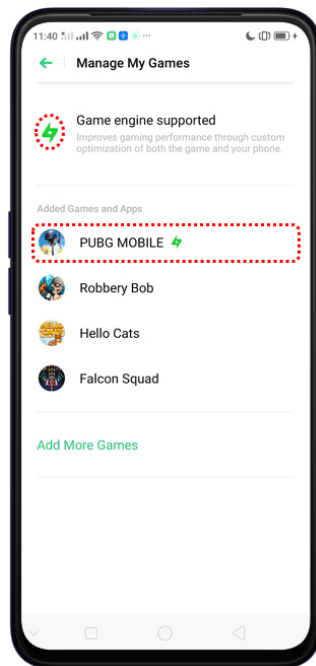 11:40
Manage My Games
Game engine supported
Improves gaming performance through custom
optimization of both the game and your phone.
Added Games and Apps
PUBG MOBILE
Robbery Bob
Hello Cats
Falcon Squad
Add More Games